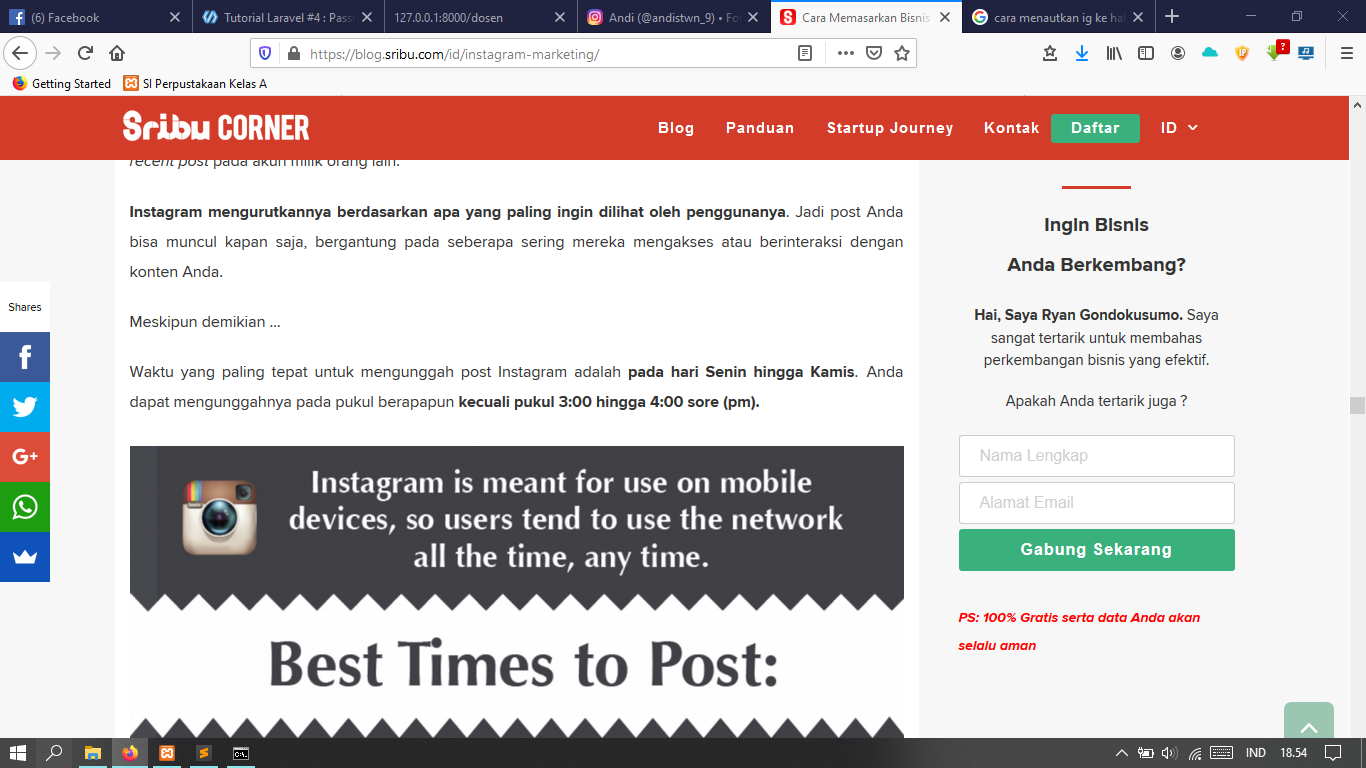 (6) Facebook
Tutorial Laravel #4 : Pass
127.0.0.1:8000/dosen
Andi (@andistwn_9) • Fo
Cara Memasarkan Bisnis
cara menautkan ig ke hal
https://blog.sribu.com/id/instagram-marketing/
Getting Started
SI Perpustakaan Kelas A
Sribu CORNER
Blog
Panduan
Startup Journey
Kontak
Daftar
ID
recent post pada akun milik orang lain.
Instagram mengurutkannya berdasarkan apa yang paling ingin dilihat oleh penggunanya. Jadi post Anda
bisa muncul kapan saja, bergantung pada seberapa sering mereka mengakses atau berinteraksi dengan
konten Anda.
Meskipun demikian ...
Waktu yang paling tepat untuk mengunggah post Instagram adalah pada hari Senin hingga Kamis. Anda
dapat mengunggahnya pada pukul berapapun kecuali pukul 3:00 hingga 4:00 sore (pm).
Instagram is meant for use on mobile
devices, so users tend to use the network
all the time, any time.
Best Times to Post:
Shares
Ingin BIsnis
Anda Berkembang?
Hai, Saya Ryan Gondokusumo. Saya
sangat tertarik untuk membahas
perkembangan bisnis yang efektif.
Apakah Anda tertarik juga ?
Nama Lengkap
Alamat Email
Gabung Sekarang
PS: 100% Gratis serta data Anda akan
selalu aman
IND
18.54